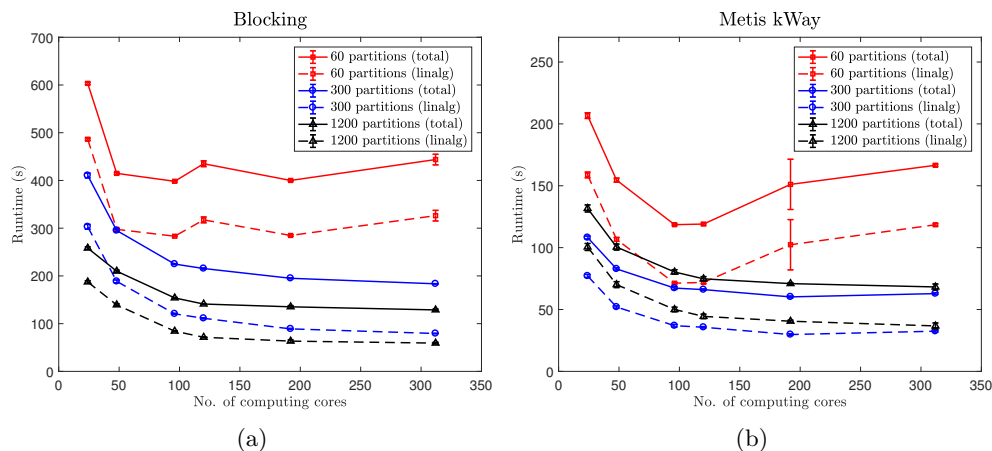 Blocking
700
600
500
400
300
200
100
0
Runtime (s)
60 partitions (total)
60 partitions (linalg)
300 partitions (total)
300 partitions (linalg)
1200 partitions (total)
1200 partitions (linalg)
0 50 100 150 200 250 300 350
No. of computing cores
(a)
Metis kWay
250
200
150
100
50
0
Runtime (s)
60 partitions (total)
60 partitions (linalg)
300 partitions (total)
300 partitions (linalg)
1200 partitions (total)
1200 partitions (linalg)
0 50 100 150 200 250 300 350
No. of computing cores
(b)